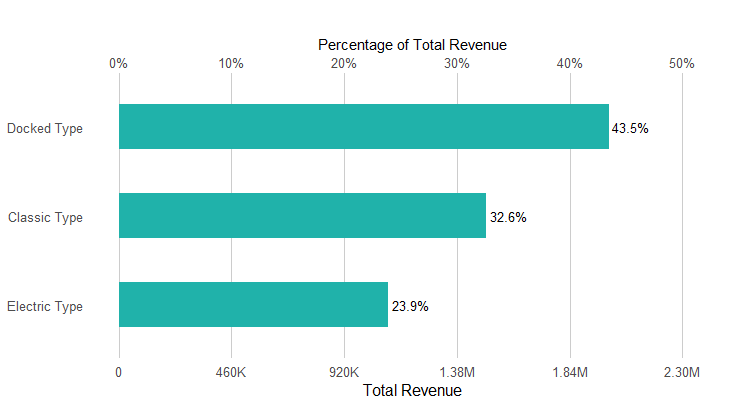 Percentage of Total Revenue
0% 10% 20% 30% 40% 50%
Docked Type 43.5%
Classic Type 32.6%
Electric Type 23.9%
0 460K 920K 1.38M 1.84M 2.30M
Total Revenue